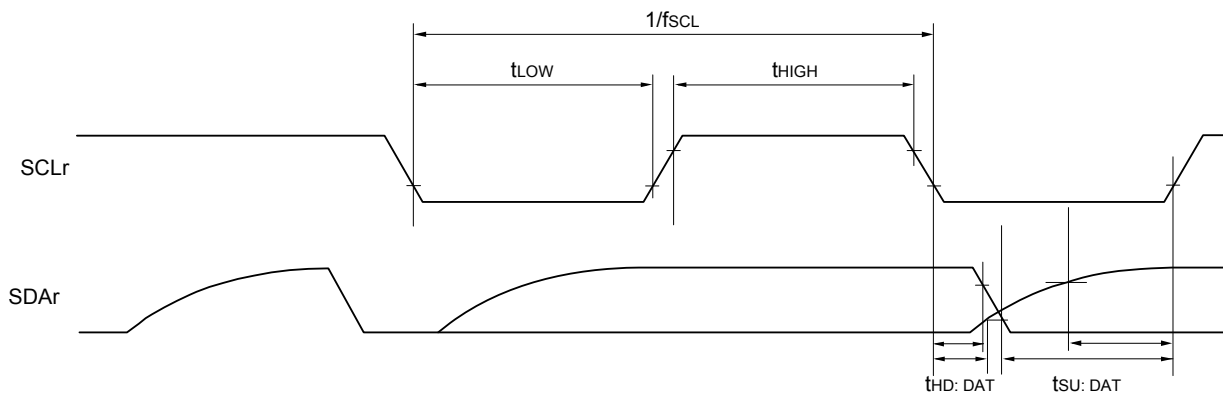 1/fSCL
tLOW
tHIGH
SCLr
SDAr
tHD: DAT
tSU: DAT